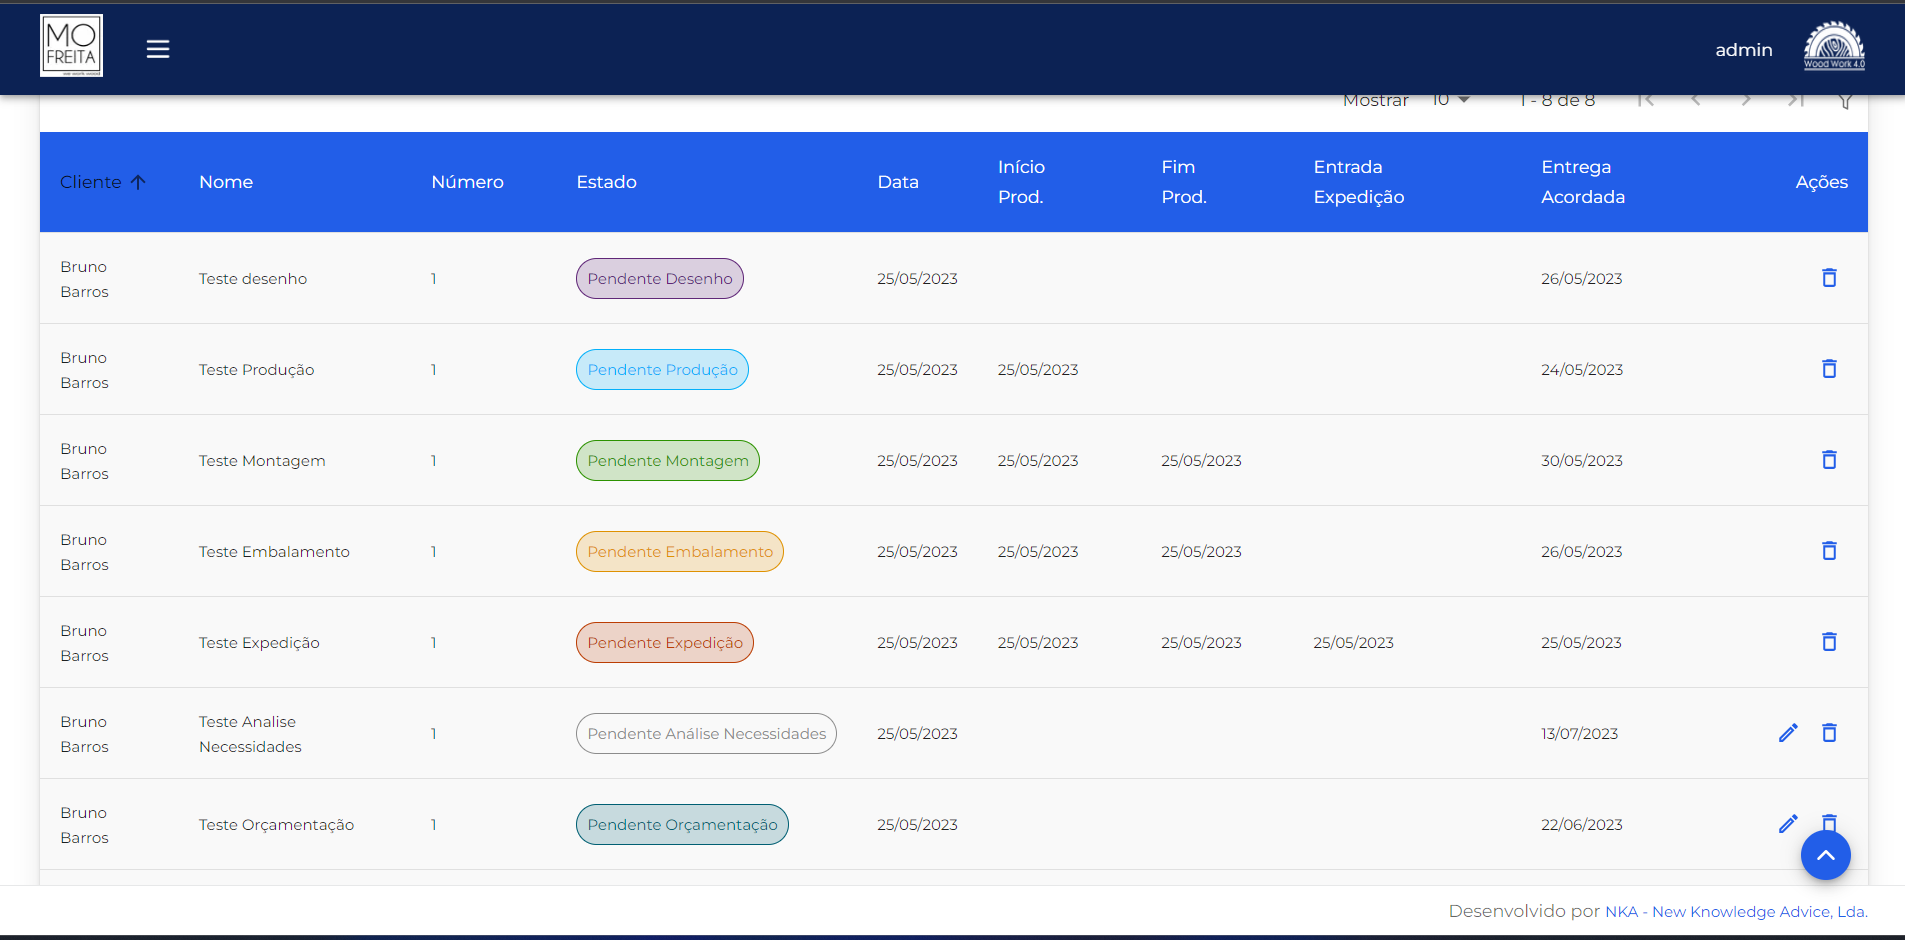 MO
FREITA
admin
Wood Work 4.0
Mostrar 10 1 - 8 de 8
Cliente Nome Número Estado Data Início Prod. Fim Prod. Entrada Expedição Entrega Acordada Ações
Bruno Barros Teste desenho 1 Pendente Desenho 25/05/2023 26/05/2023
Bruno Barros Teste Produção 1 Pendente Produção 25/05/2023 25/05/2023 24/05/2023
Bruno Barros Teste Montagem 1 Pendente Montagem 25/05/2023 25/05/2023 25/05/2023 30/05/2023
Bruno Barros Teste Embalamento 1 Pendente Embalamento 25/05/2023 25/05/2023 25/05/2023 26/05/2023
Bruno Barros Teste Expedição 1 Pendente Expedição 25/05/2023 25/05/2023 25/05/2023 25/05/2023 25/05/2023
Bruno Barros Teste Analise Necessidades 1 Pendente Análise Necessidades 25/05/2023 13/07/2023
Bruno Barros Teste Orçamentação 1 Pendente Orçamentação 25/05/2023 22/06/2023
Desenvolvido por NKA - New Knowledge Advice, Lda.